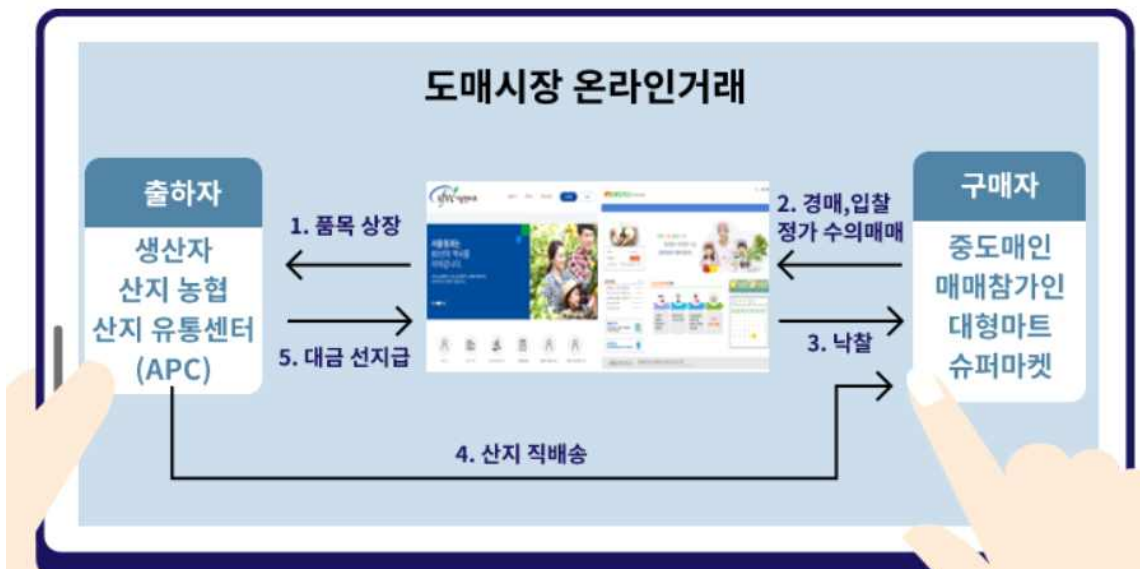 도매시장 온라인거래
출하자
생산자
산지 농협
산지 유통센터
(APC)
1. 품목 상장
5. 대금 선지급
2. 경매,입찰
정가 수의매매
3. 낙찰
구매자
중도매인
매매참가인
대형마트
슈퍼마켓
4. 산지 직배송